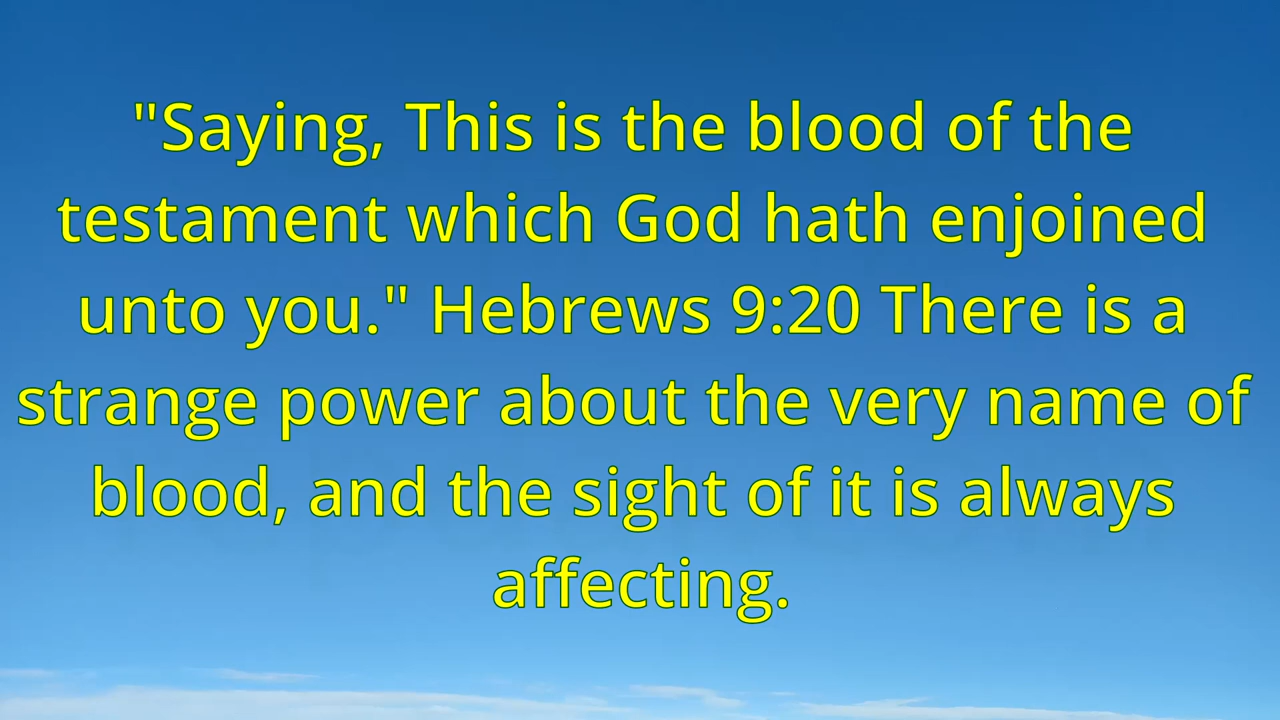 "Saying, This is the blood of the
testament which God hath enjoined
unto you." Hebrews 9:20 There is a
strange power about the very name of
blood, and the sight of it is always
affecting.